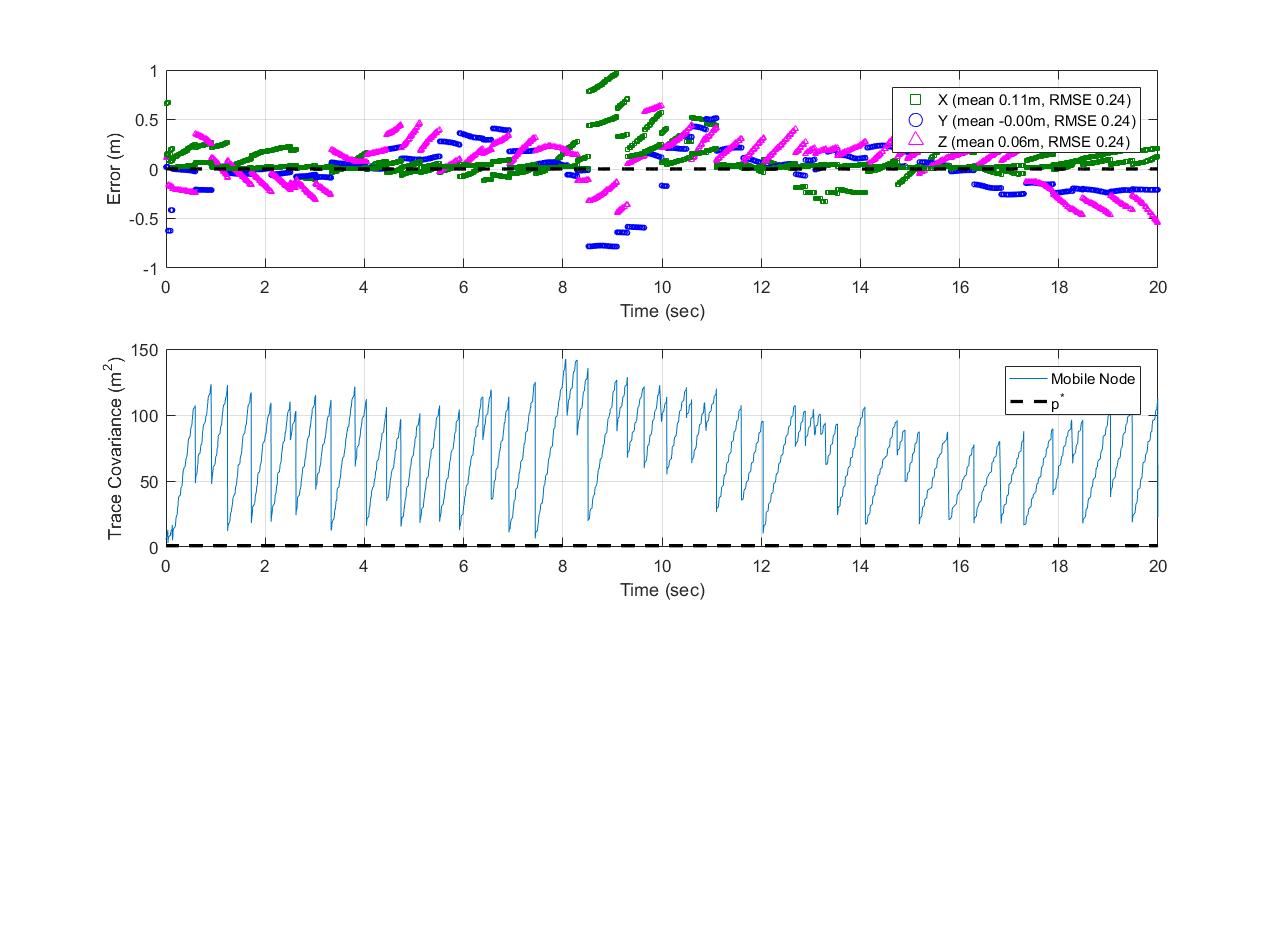 1
0.5
0
-0.5
-1
Error (m)
X (mean 0.11m, RMSE 0.24)
Y (mean -0.00m, RMSE 0.24)
Z (mean 0.06m, RMSE 0.24)
0 2 4 6 8 10 12 14 16 18 20
Time (sec)
150
100
50
0
Trace Covariance (m²)
Mobile Node
p*
0 2 4 6 8 10 12 14 16 18 20
Time (sec)